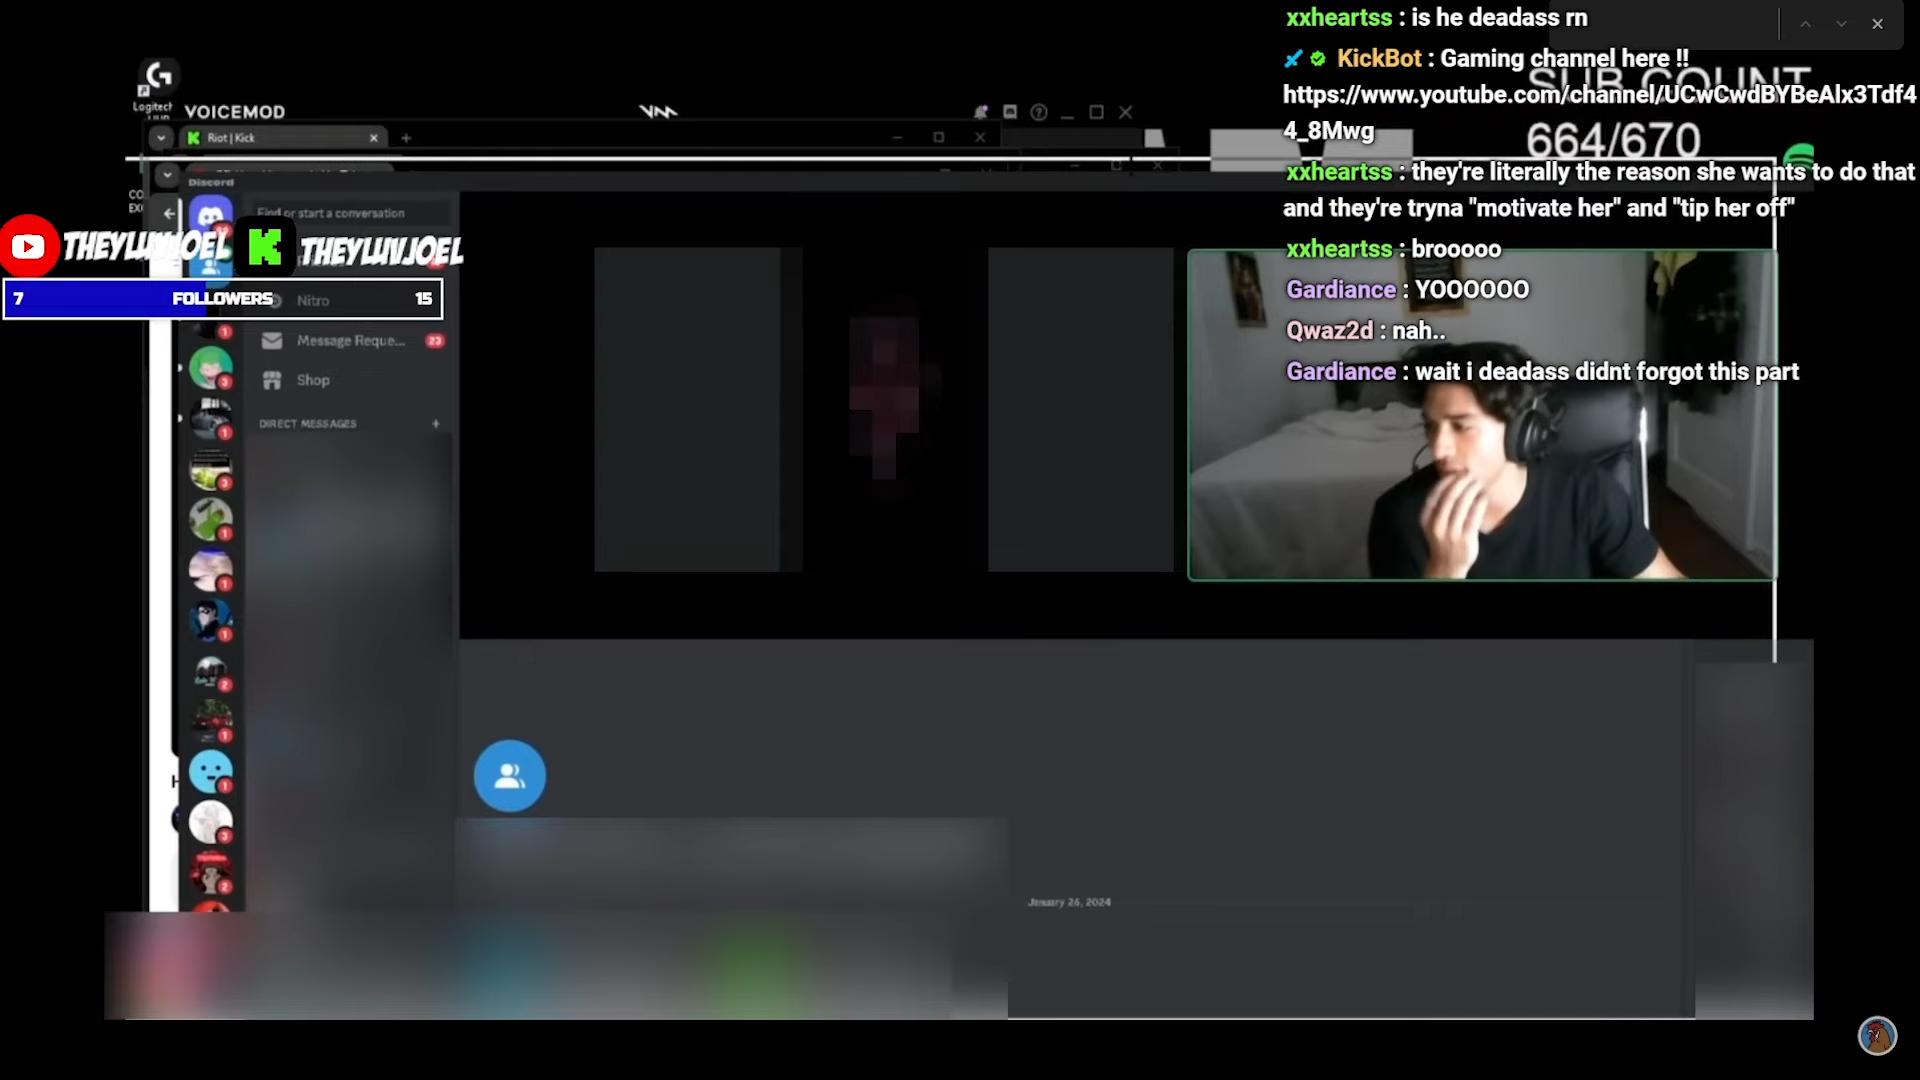 xxheartss : is he deadass rn
KickBot : Gaming channel here !!
https://www.youtube.com/channel/UCwCwdBYBeAlx3Tdf4
4_8Mwg
xxheartss : they're literally the reason she wants to do that
and they're tryna "motivate her" and "tip her off"
xxheartss : brooooo
Gardiance : YOOOOOO
Qwaz2d : nah..
Gardiance : wait i deadass didnt forgot this part
SUB COUNT
664/670
Logitech
VOICEMOD
Riot | Kick
Discord
Find or start a conversation
THEYLUVJOEL
THEYLUVJOEL
7 FOLLOWERS 15
Nitro
Message Reque... 23
Shop
DIRECT MESSAGES
January 26, 2024